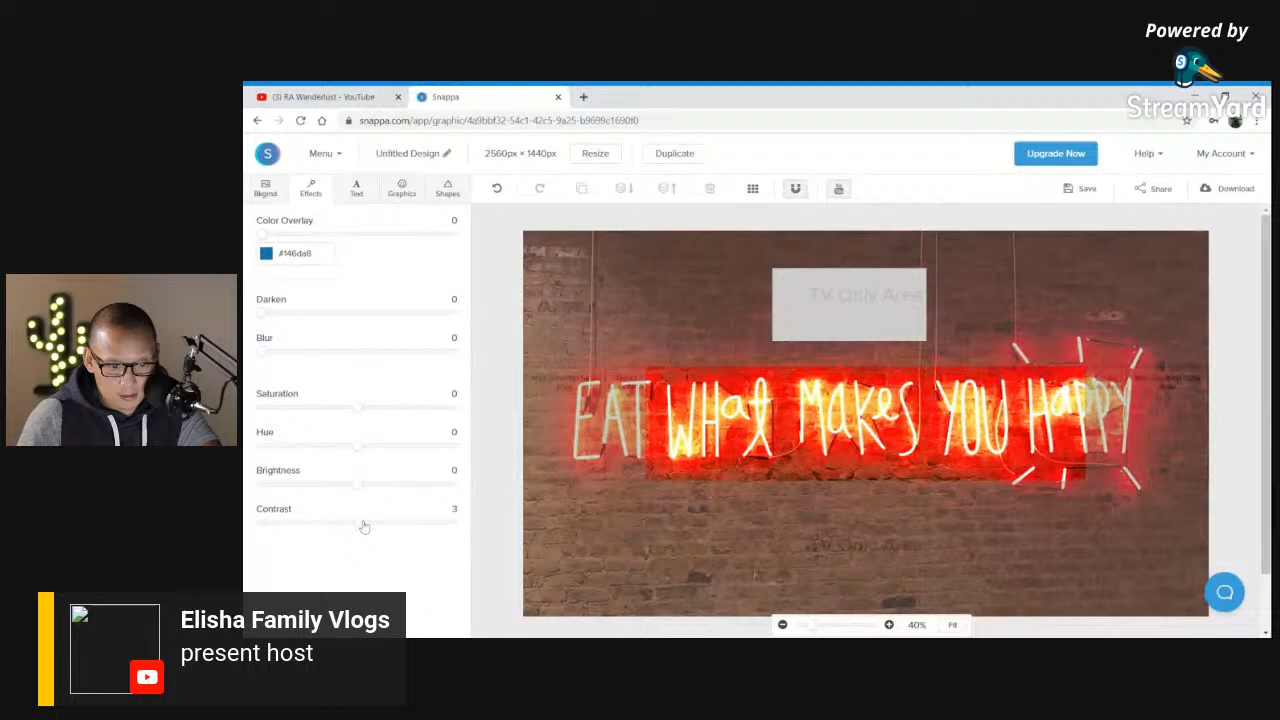 Powered by
StreamYard
(3) RA Wanderlust - YouTube
Snappa
snappa.com/app/graphic/4a9bbf32-54c1-42c5-9a25-b9699c1690f0
S
Menu
Untitled Design
2560px × 1440px
Resize
Duplicate
Upgrade Now
Help
My Account
Bkgrnd
Effects
Text
Graphics
Shapes
Save
Share
Download
Color Overlay 0
#146da8
Darken 0
Blur 0
Saturation 0
Hue 0
Brightness 0
Contrast 3
TV Only Area
EAT WHat MaKes YOU HaPPY
TV Only Area
40%
Fit
Elisha Family Vlogs
present host